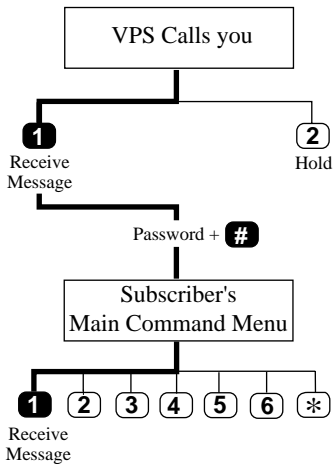 VPS Calls you
1 2
Receive Hold
Message
Password + #
Subscriber's
Main Command Menu
1 2 3 4 5 6 *
Receive
Message